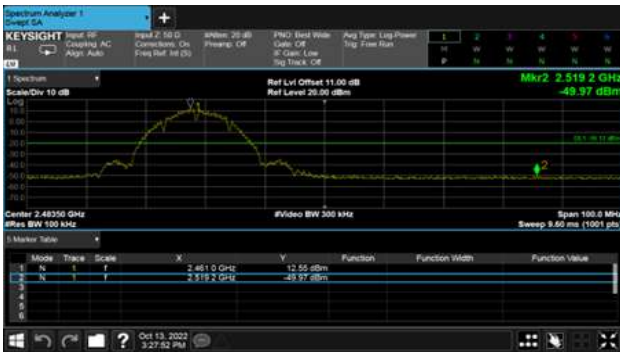 Spectrum Analyzer 1
Swept SA
+
KEYSIGHT Input: RF Input Z: 50 Ω #Atten: 20 dB PNO: Best Wide Avg Type: Log-Power 1 2 3 4 5 6
Coupling: AC Corrections: On Preamp: Off Gate: Off Trig: Free Run M W W W W W
Align: Auto Freq Ref: Int (S) IF Gain: Low P N N N N N
Sig Track: Off
1 Spectrum
Ref Lvl Offset 11.00 dB Mkr2 2.519 2 GHz
Scale/Div 10 dB Ref Level 20.00 dBm -49.97 dBm
Log
10.0
0.00
2
Center 2.48350 GHz #Video BW 300 kHz Span 100.0 MHz
#Res BW 100 kHz Sweep 9.60 ms (1001 pts)
5 Marker Table
Mode Trace Scale X Y Function Function Width Function Value
1 N 1 f 2.461 0 GHz 12.55 dBm
2 N 1 f 2.519 2 GHz -49.97 dBm
3
4
5
6
? Oct 13, 2022
3:27:52 PM